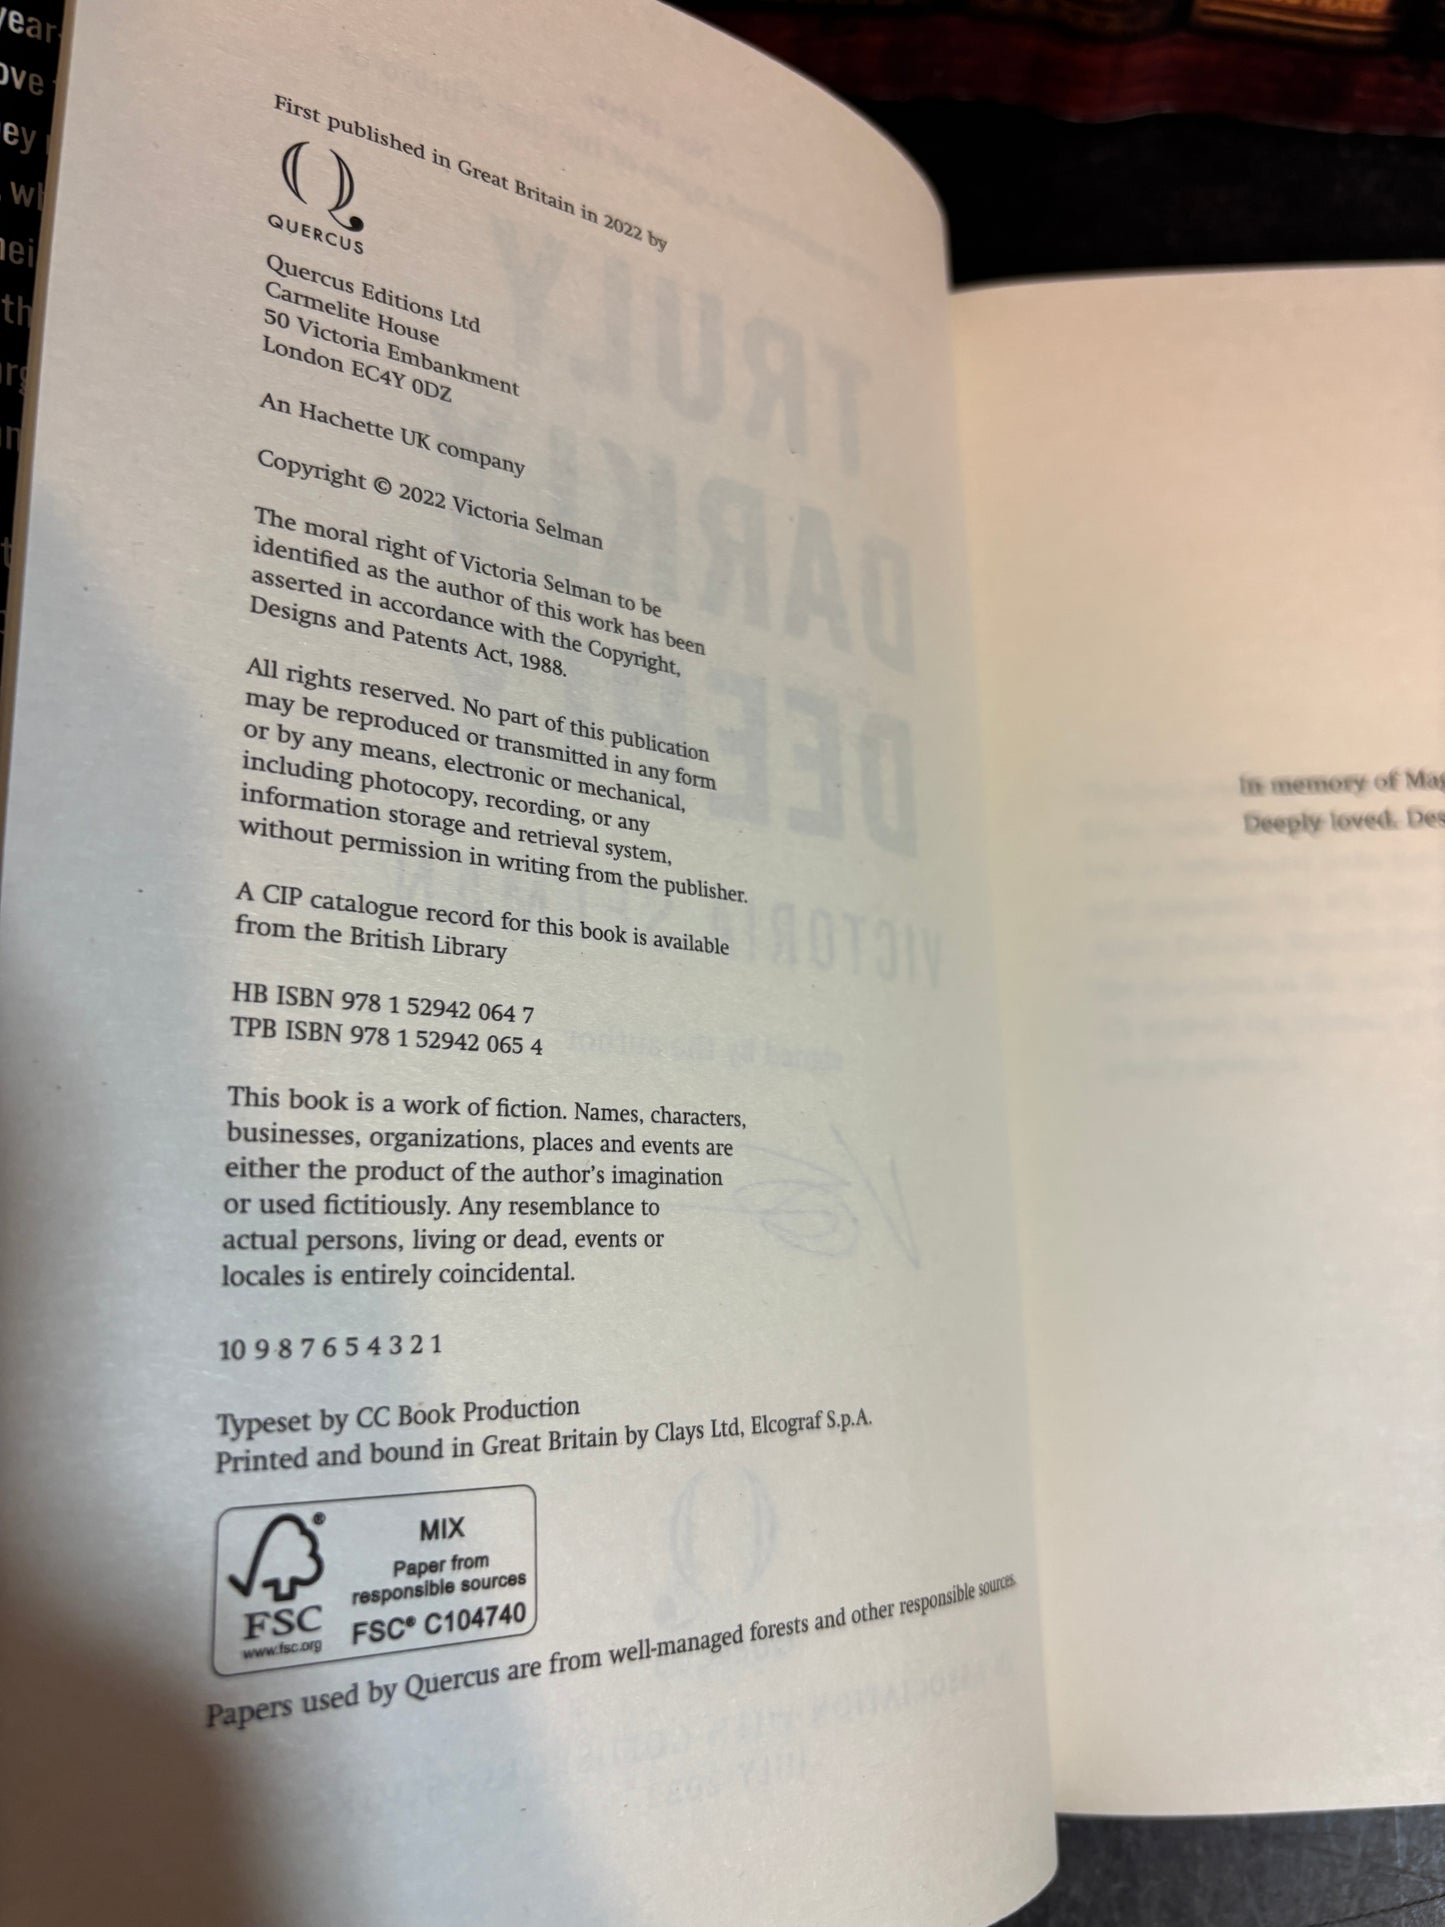 First published in Great Britain in 2022 by
QUERCUS
Quercus Editions Ltd
Carmelite House
50 Victoria Embankment
London EC4Y 0DZ
An Hachette UK company
Copyright © 2022 Victoria Selman
The moral right of Victoria Selman to be
identified as the author of this work has been
asserted in accordance with the Copyright,
Designs and Patents Act, 1988.
All rights reserved. No part of this publication
may be reproduced or transmitted in any form
or by any means, electronic or mechanical,
including photocopy, recording, or any
information storage and retrieval system,
without permission in writing from the publisher.
A CIP catalogue record for this book is available
from the British Library
HB ISBN 978 1 52942 064 7
TPB ISBN 978 1 52942 065 4
This book is a work of fiction. Names, characters,
businesses, organizations, places and events are
either the product of the author's imagination
or used fictitiously. Any resemblance to
actual persons, living or dead, events or
locales is entirely coincidental.
10 9 8 7 6 5 4 3 2 1
Typeset by CC Book Production
Printed and bound in Great Britain by Clays Ltd, Elcograf S.p.A.
MIX
Paper from
responsible sources
FSC® C104740
FSC
www.fsc.org
Papers used by Quercus are from well-managed forests and other responsible sources.
In memory of
Deeply loved.